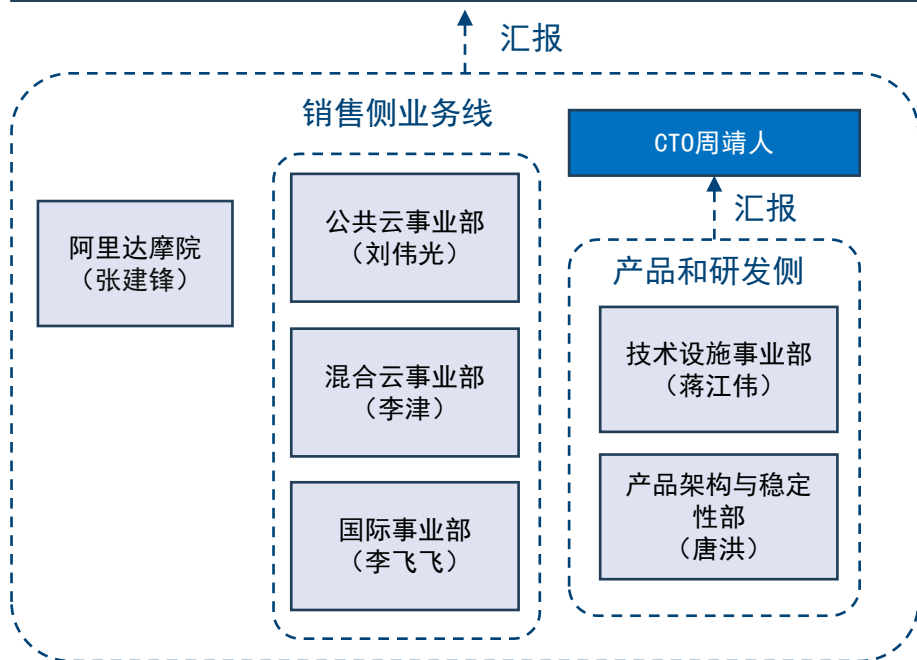 汇报
销售侧业务线
CTO周靖人
汇报
阿里达摩院
（张建锋）
公共云事业部
（刘伟光）
产品和研发侧
混合云事业部
（李津）
技术设施事业部
（蒋江伟）
国际事业部
（李飞飞）
产品架构与稳定
性部
（唐洪）